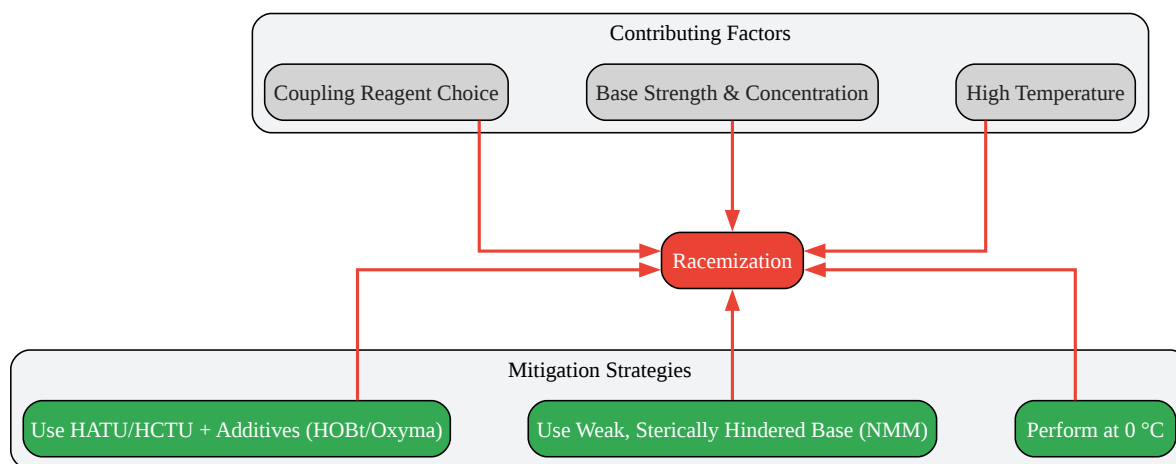 Contributing Factors
Coupling Reagent Choice
Base Strength & Concentration
High Temperature
Racemization
Mitigation Strategies
Use HATU/HCTU + Additives (HOBt/Oxyma)
Use Weak, Sterically Hindered Base (NMM)
Perform at 0 °C